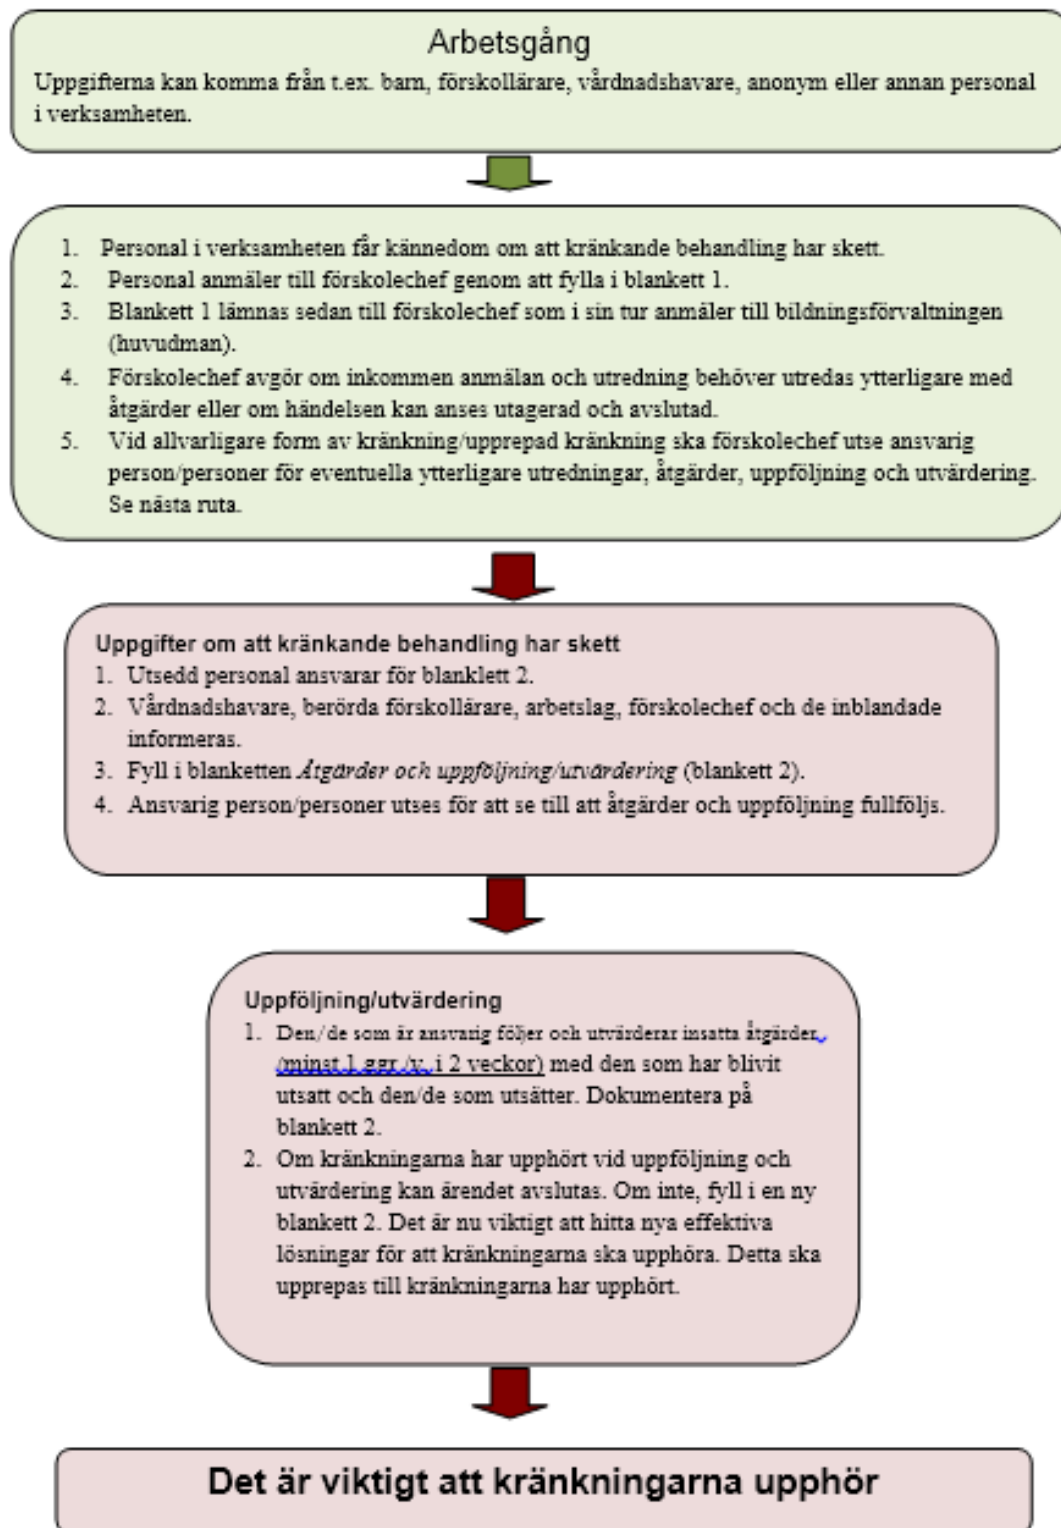 Arbetsgång
Uppgifterna kan komma från t.ex. barn, förskollärare, vårdnadshavare, anonym eller annan personal
i verksamheten.
1. Personal i verksamheten får kännedom om att kränkande behandling har skett.
2. Personal anmäler till förskolechef genom att fylla i blankett 1.
3. Blankett 1 lämnas sedan till förskolechef som i sin tur anmäler till bildningsförvaltningen
(huvudman).
4. Förskolechef avgör om inkommen anmälan och utredning behöver utredas ytterligare med
åtgärder eller om händelsen kan anses utagerad och avslutad.
5. Vid allvarligare form av kränkning/upprepad kränkning ska förskolechef utse ansvarig
person/personer för eventuella ytterligare utredningar, åtgärder, uppföljning och utvärdering.
Se nästa ruta.
Uppgifter om att kränkande behandling har skett
1. Utsedd personal ansvarar för blanklett 2.
2. Vårdnadshavare, berörda förskollärare, arbetslag, förskolechef och de inblandade
informeras.
3. Fyll i blanketten Åtgärder och uppföljning/utvärdering (blankett 2).
4. Ansvarig person/personer utses för att se till att åtgärder och uppföljning fullföljs.
Uppföljning/utvärdering
1. Den/de som är ansvarig följer och utvärderar insatta åtgärder
(minst 1 ggr /v. i 2 veckor) med den som har blivit
utsatt och den/de som utsätter. Dokumentera på
blankett 2.
2. Om kränkningarna har upphört vid uppföljning och
utvärdering kan ärendet avslutas. Om inte, fyll i en ny
blankett 2. Det är nu viktigt att hitta nya effektiva
lösningar för att kränkningarna ska upphöra. Detta ska
upprepas till kränkningarna har upphört.
Det är viktigt att kränkningarna upphör